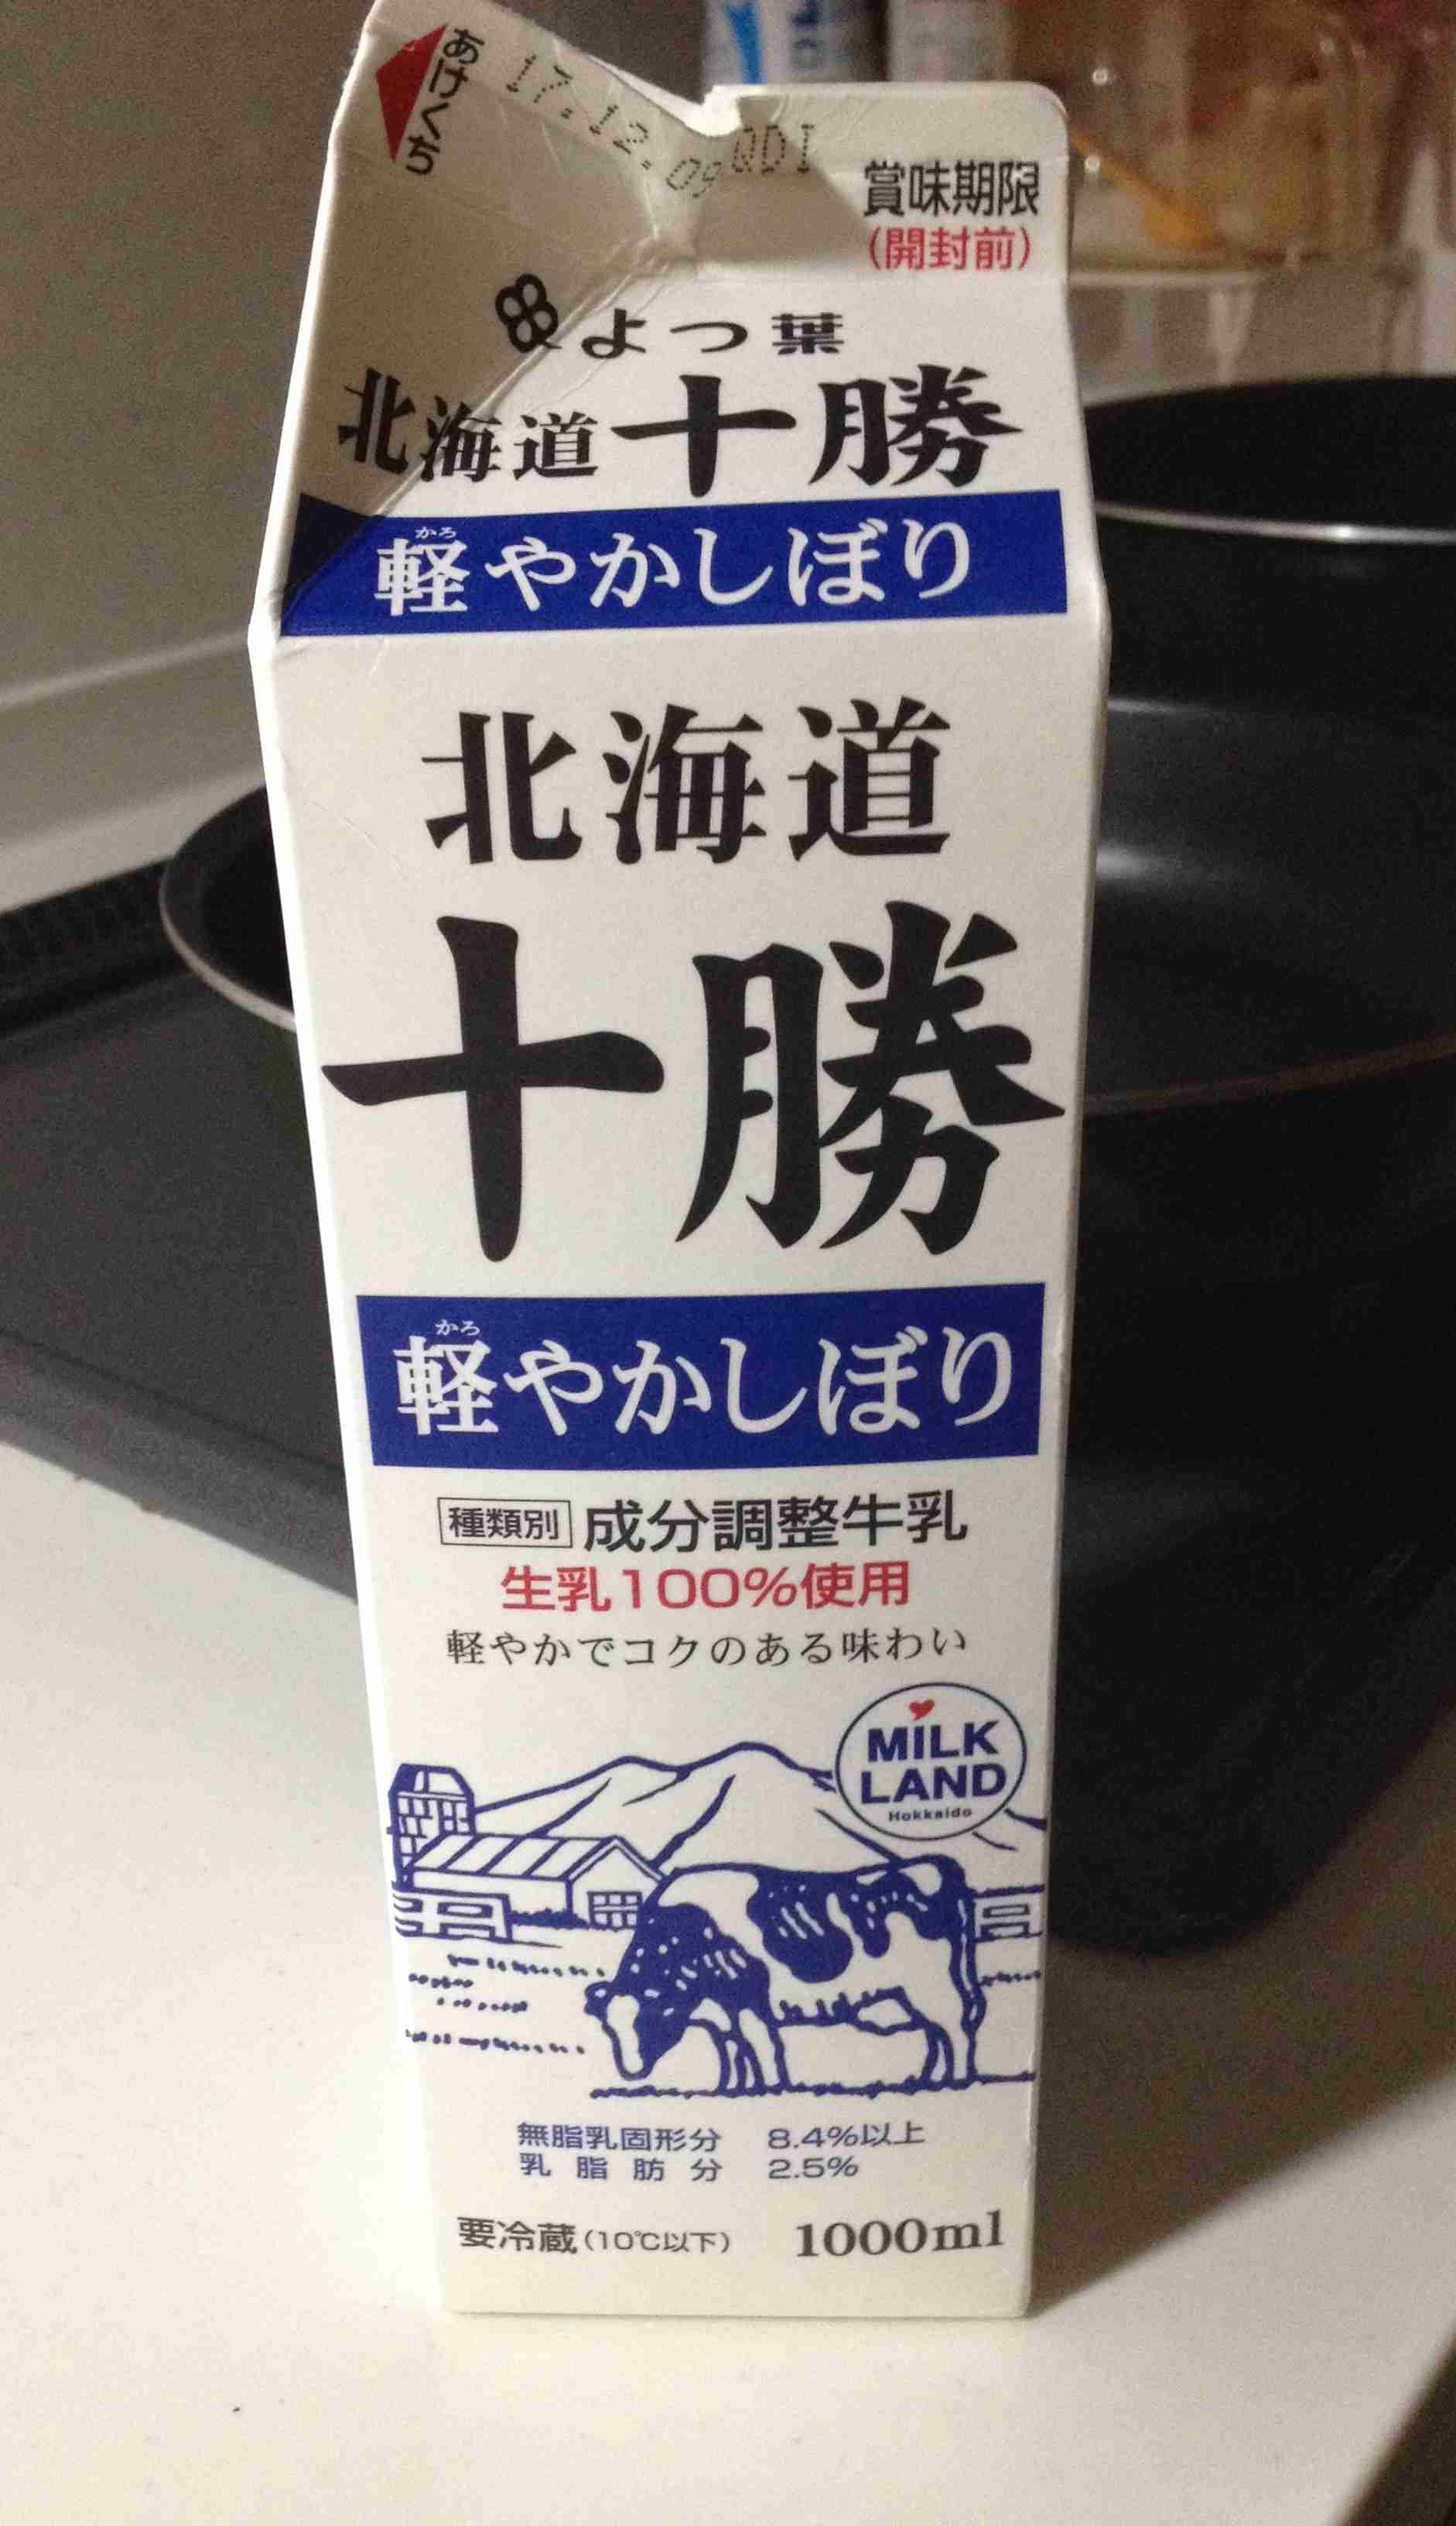 あけくち
17.12.09 QDI
賞味期限
(開封前)
よつ葉
北海道十勝
かろ
軽やかしぼり
北海道
十勝
かろ
軽やかしぼり
種類別 成分調整牛乳
生乳100%使用
軽やかでコクのある味わい
MILK
LAND
Hokkaido
無脂乳固形分 8.4%以上
乳脂肪分 2.5%
要冷蔵(10℃以下) 1000ml